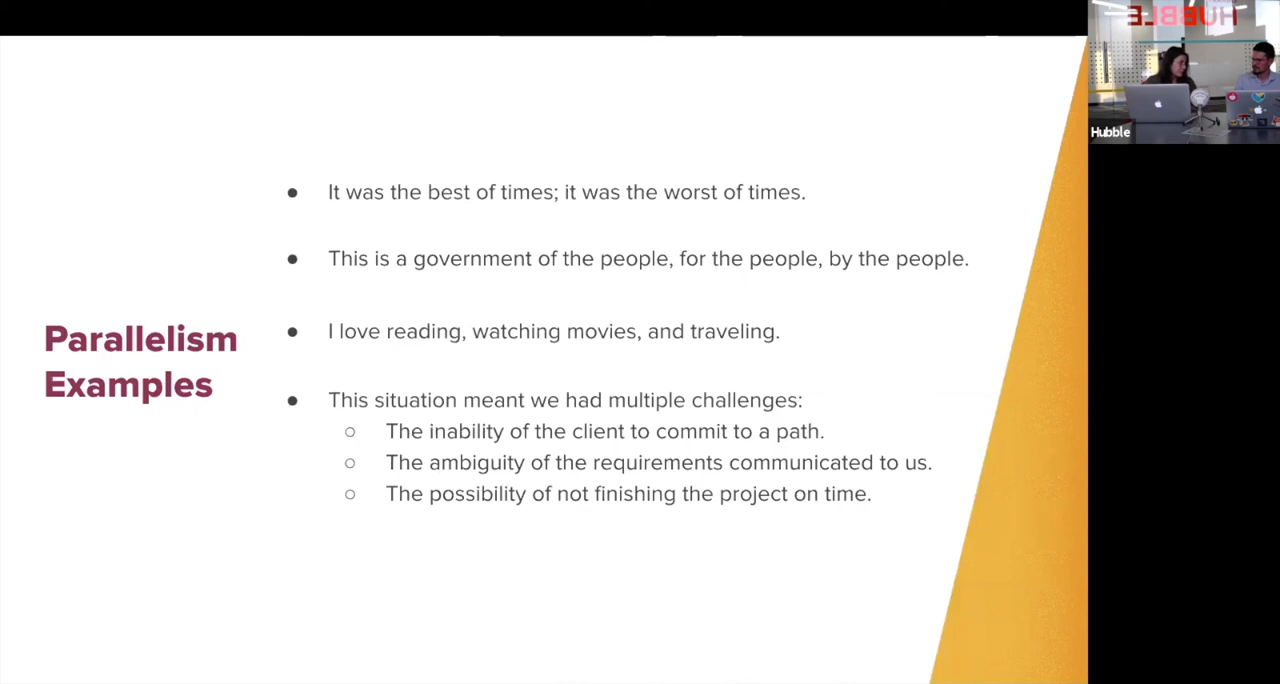 Parallelism
Examples
● It was the best of times; it was the worst of times.
● This is a government of the people, for the people, by the people.
● I love reading, watching movies, and traveling.
● This situation meant we had multiple challenges:
○ The inability of the client to commit to a path.
○ The ambiguity of the requirements communicated to us.
○ The possibility of not finishing the project on time.
HUBBLE
Hubble